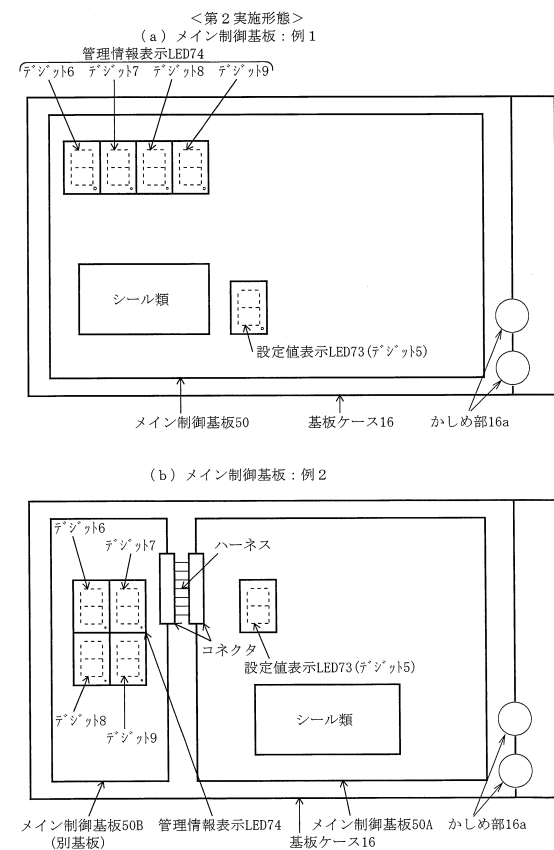 ＜第２実施形態＞
（ａ）メイン制御基板：例１
管理情報表示LED74
ﾃﾞｼﾞｯﾄ6 ﾃﾞｼﾞｯﾄ7 ﾃﾞｼﾞｯﾄ8 ﾃﾞｼﾞｯﾄ9
シール類
設定値表示LED73(ﾃﾞｼﾞｯﾄ5)
メイン制御基板50 基板ケース16 かしめ部16a
（ｂ）メイン制御基板：例２
ﾃﾞｼﾞｯﾄ6
ﾃﾞｼﾞｯﾄ7 ハーネス
コネクタ
設定値表示LED73(ﾃﾞｼﾞｯﾄ5)
シール類
ﾃﾞｼﾞｯﾄ8
ﾃﾞｼﾞｯﾄ9
メイン制御基板50B 管理情報表示LED74 メイン制御基板50A かしめ部16a
(別基板) 基板ケース16